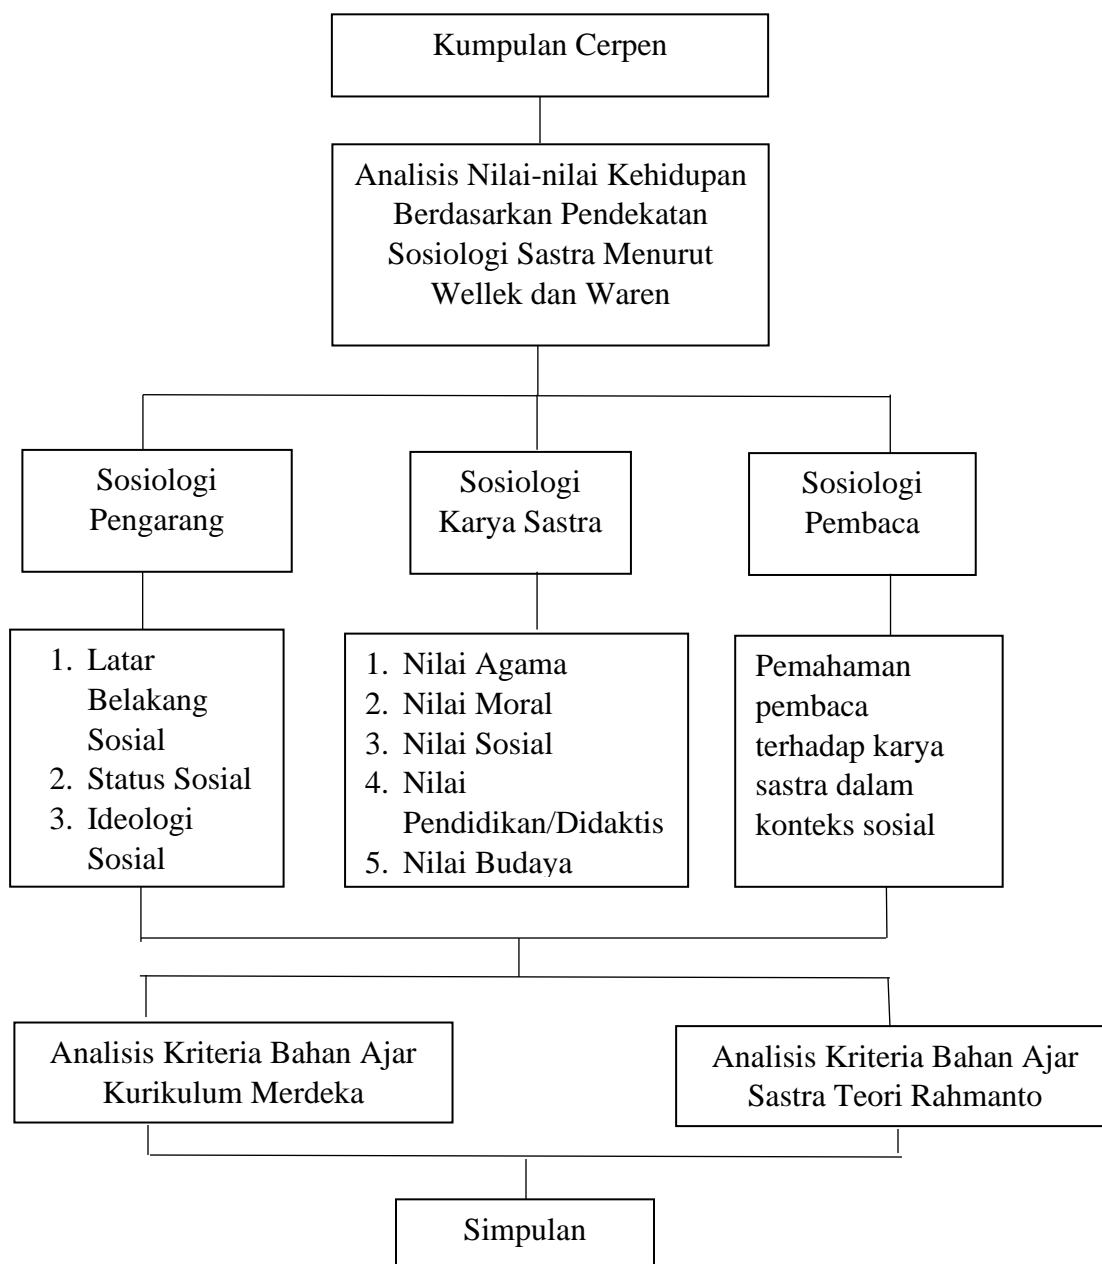 Kumpulan Cerpen
Analisis Nilai-nilai Kehidupan
Berdasarkan Pendekatan
Sosiologi Sastra Menurut
Wellek dan Waren
Sosiologi
Pengarang
Sosiologi
Karya Sastra
Sosiologi
Pembaca
1. Latar
Belakang
Sosial
2. Status Sosial
3. Ideologi
Sosial
1. Nilai Agama
2. Nilai Moral
3. Nilai Sosial
4. Nilai
Pendidikan/Didaktis
5. Nilai Budaya
Pemahaman
pembaca
terhadap karya
sastra dalam
konteks sosial
Analisis Kriteria Bahan Ajar
Kurikulum Merdeka
Analisis Kriteria Bahan Ajar
Sastra Teori Rahmanto
Simpulan